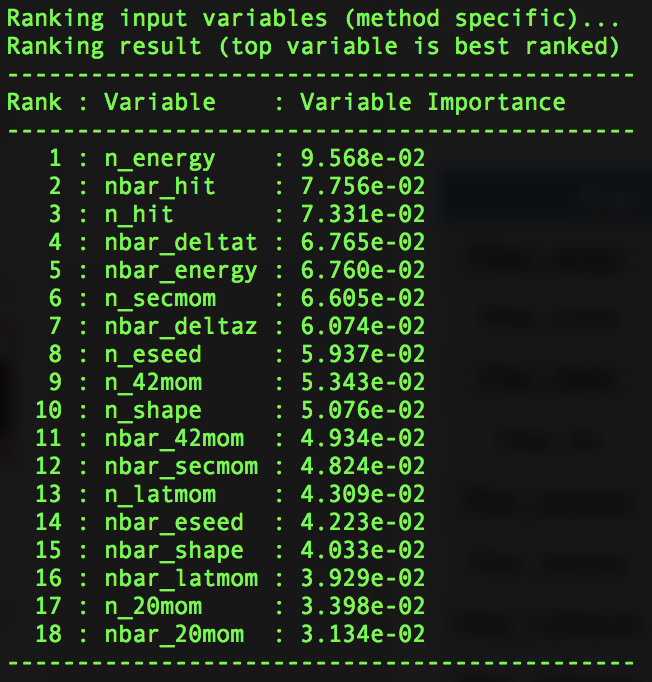 Ranking input variables (method specific)...
Ranking result (top variable is best ranked)
---------------------------------------------
Rank : Variable    : Variable Importance
---------------------------------------------
   1 : n_energy    : 9.568e-02
   2 : nbar_hit    : 7.756e-02
   3 : n_hit       : 7.331e-02
   4 : nbar_deltat : 6.765e-02
   5 : nbar_energy : 6.760e-02
   6 : n_secmom    : 6.605e-02
   7 : nbar_deltaz : 6.074e-02
   8 : n_eseed     : 5.937e-02
   9 : n_42mom     : 5.343e-02
  10 : n_shape     : 5.076e-02
  11 : nbar_42mom  : 4.934e-02
  12 : nbar_secmom : 4.824e-02
  13 : n_latmom    : 4.309e-02
  14 : nbar_eseed  : 4.223e-02
  15 : nbar_shape  : 4.033e-02
  16 : nbar_latmom : 3.929e-02
  17 : n_20mom     : 3.398e-02
  18 : nbar_20mom  : 3.134e-02
---------------------------------------------